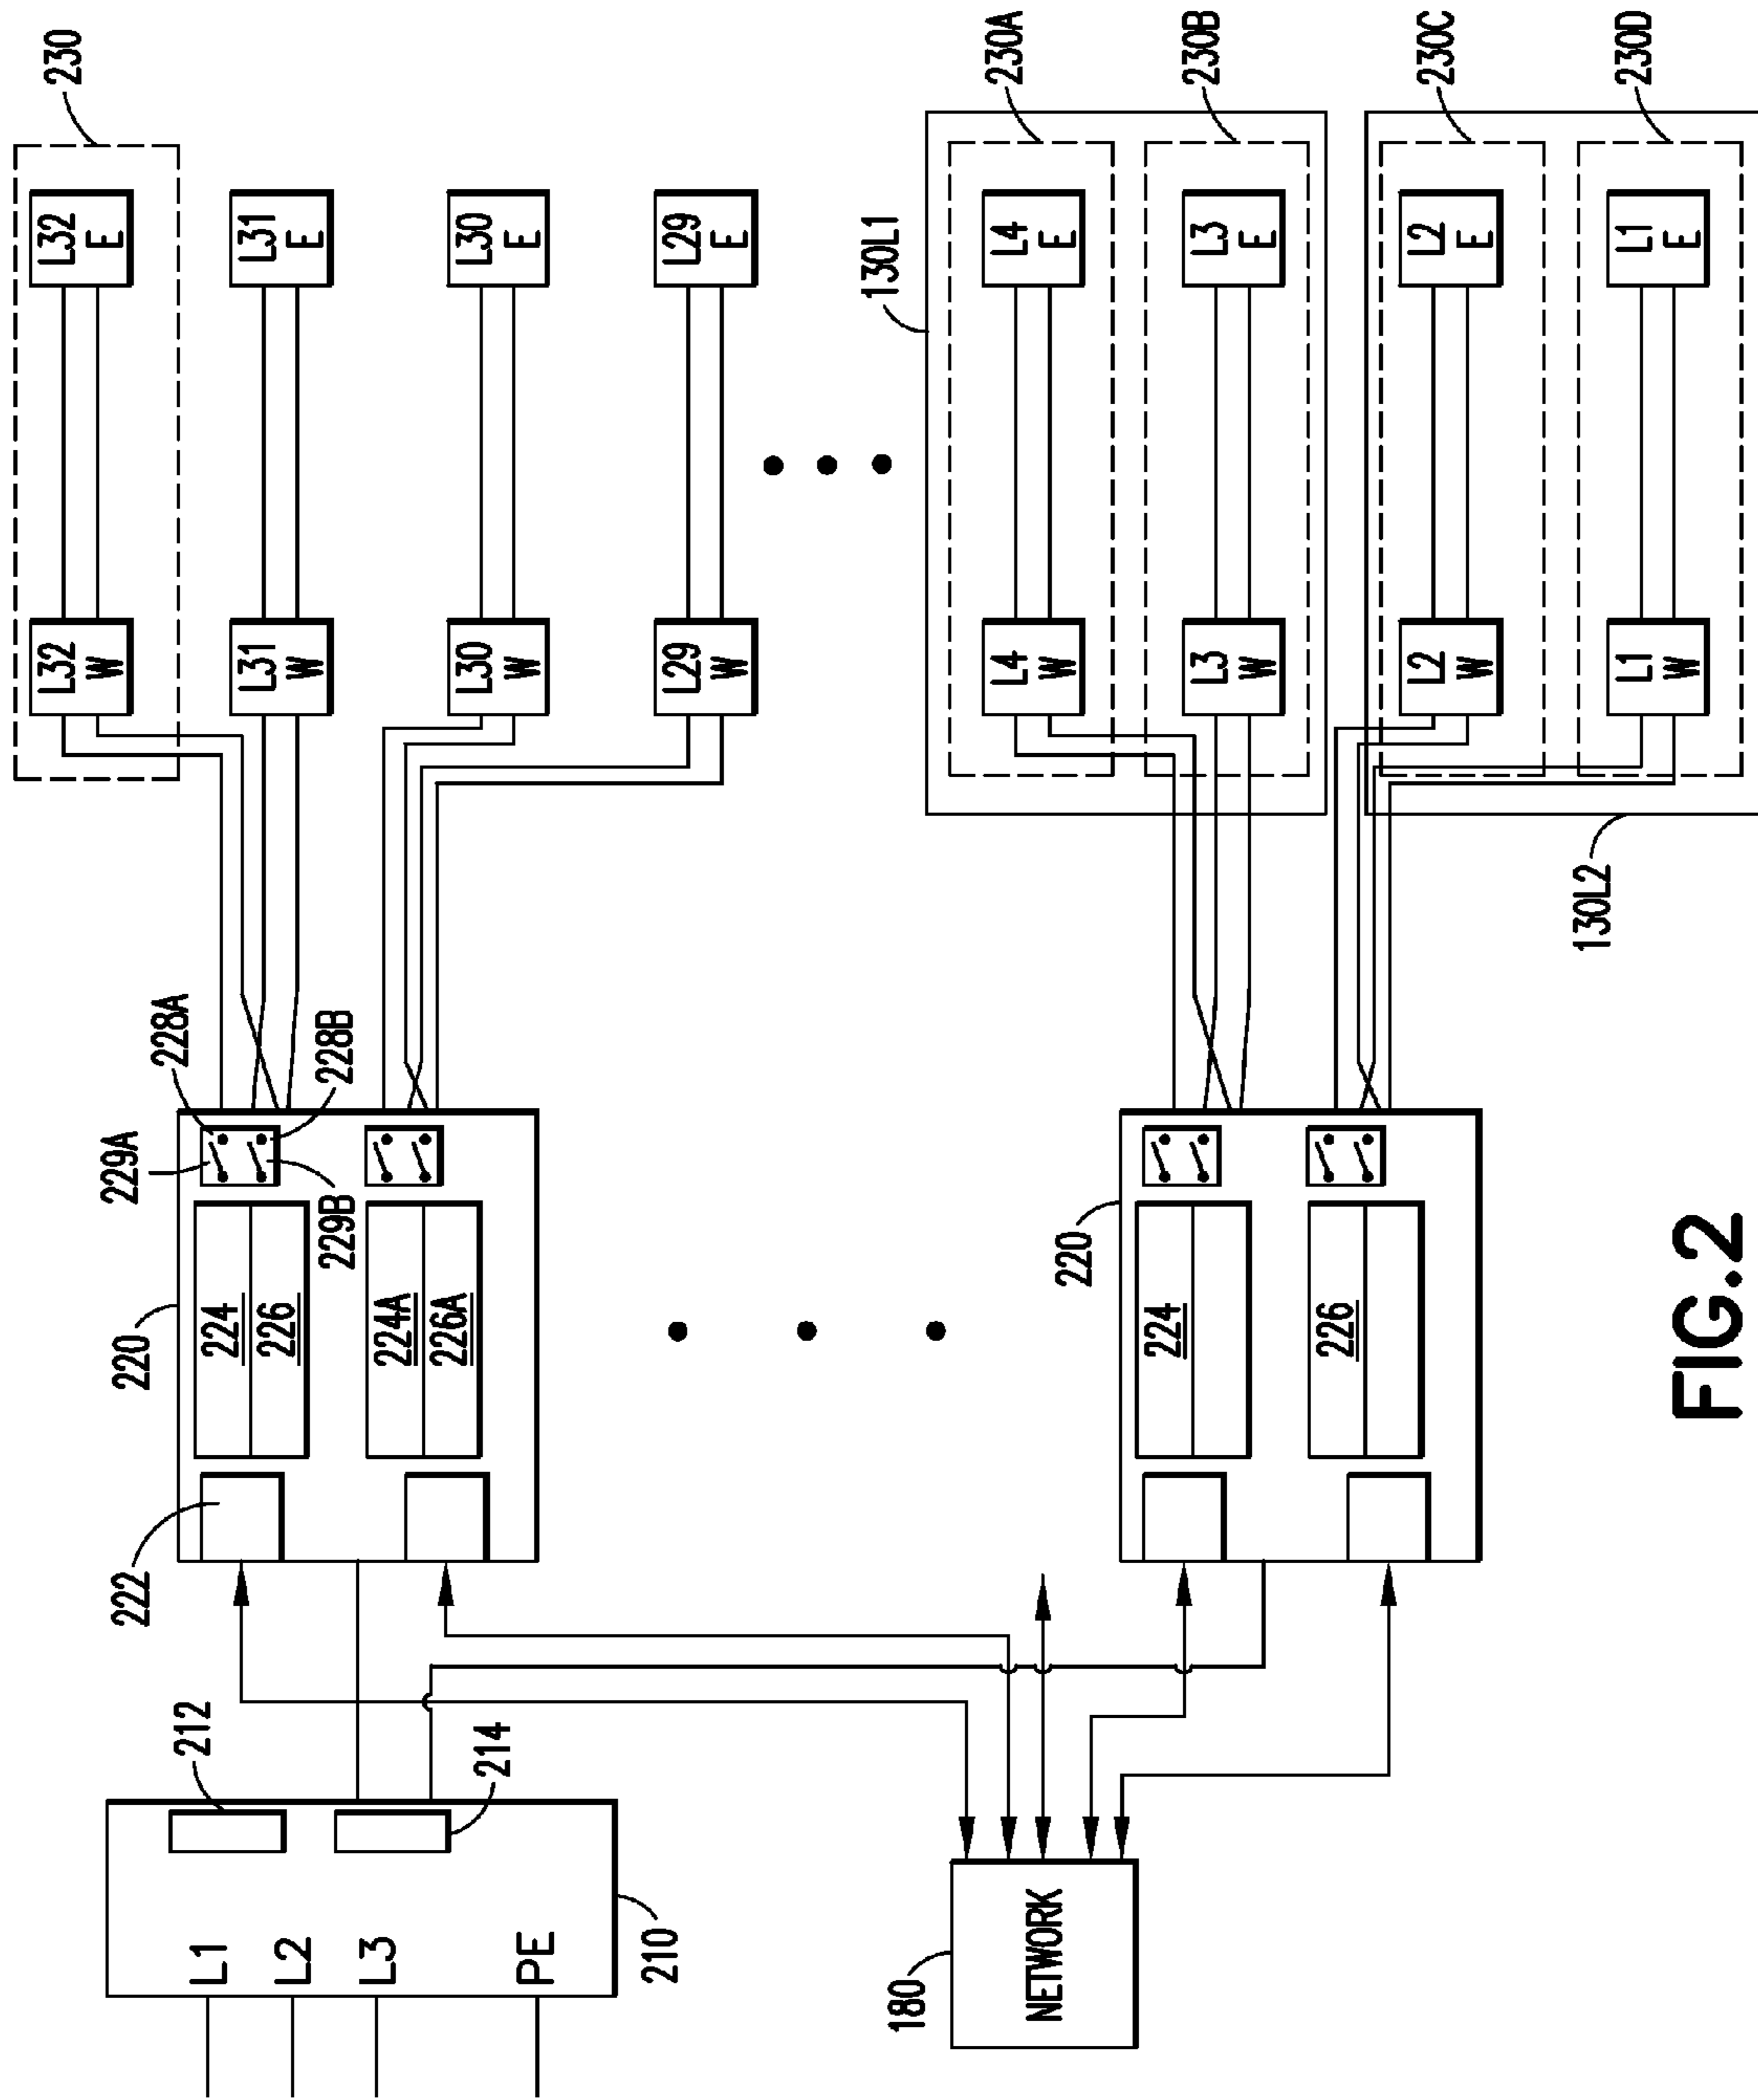 230
L32
E
L31
E
L30
E
L29
E
L32
W
L31
W
L30
W
L29
W
130L1
230A
230B
230C
230D
L4
E
L3
E
L2
E
L1
E
L4
W
L3
W
L2
W
L1
W
130L2
228A
228B
229A
229B
220
224
226
224A
226A
222
220
224
226
212
214
L1
L2
L3
PE
210
180
NETWORK
FIG.2